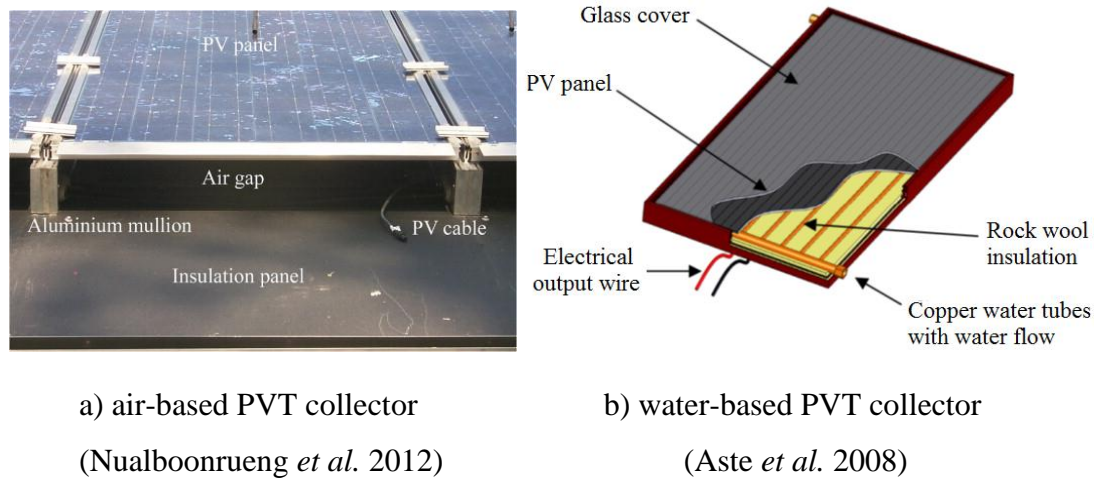 PV panel
Air gap
Aluminium mullion
PV cable
Insulation panel
Glass cover
PV panel
Electrical
output wire
Rock wool
insulation
Copper water tubes
with water flow
a) air-based PVT collector
(Nualboonrueng et al. 2012)
b) water-based PVT collector
(Aste et al. 2008)